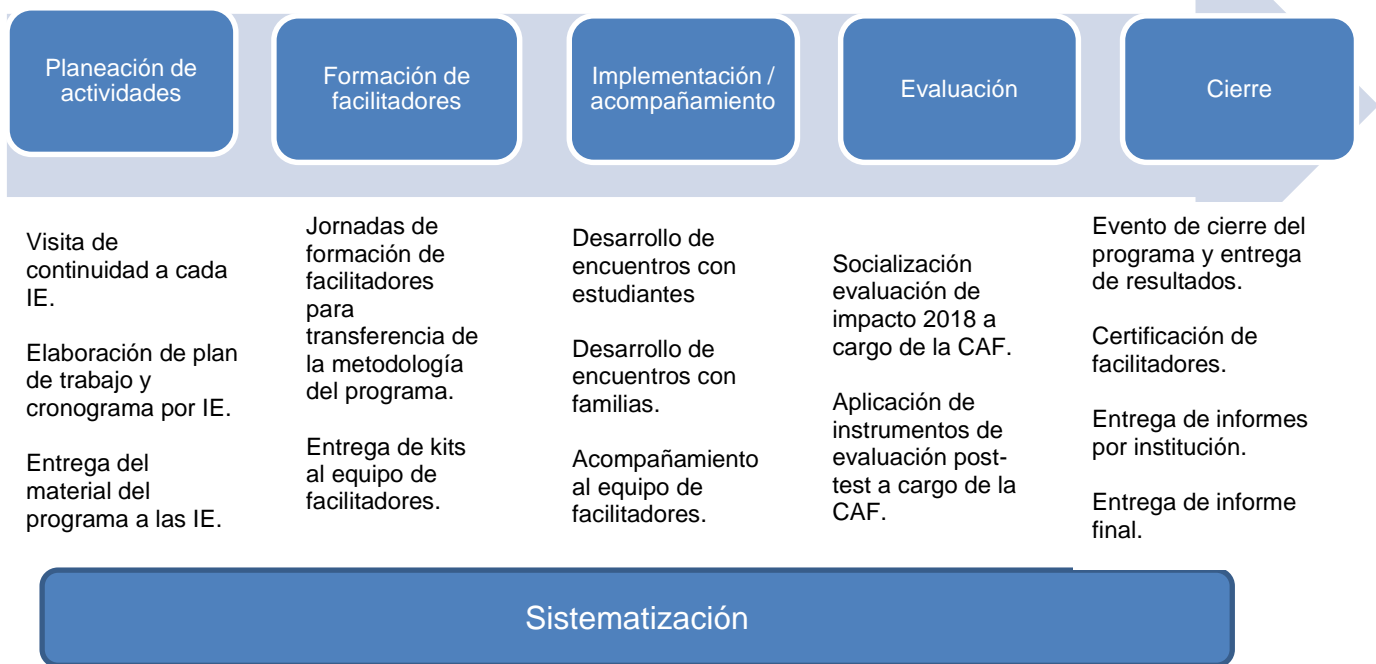 Planeación de
actividades
Formación de
facilitadores
Implementación /
acompañamiento
Evaluación
Cierre
Visita de
continuidad a cada
IE.
Elaboración de plan
de trabajo y
cronograma por IE.
Entrega del
material del
programa a las IE.
Jornadas de
formación de
facilitadores
para
transferencia de
la metodología
del programa.
Entrega de kits
al equipo de
facilitadores.
Desarrollo de
encuentros con
estudiantes
Desarrollo de
encuentros con
familias.
Acompañamiento
al equipo de
facilitadores.
Socialización
evaluación de
impacto 2018 a
cargo de la CAF.
Aplicación de
instrumentos de
evaluación post-
test a cargo de la
CAF.
Evento de cierre del
programa y entrega
de resultados.
Certificación de
facilitadores.
Entrega de informes
por institución.
Entrega de informe
final.
Sistematización